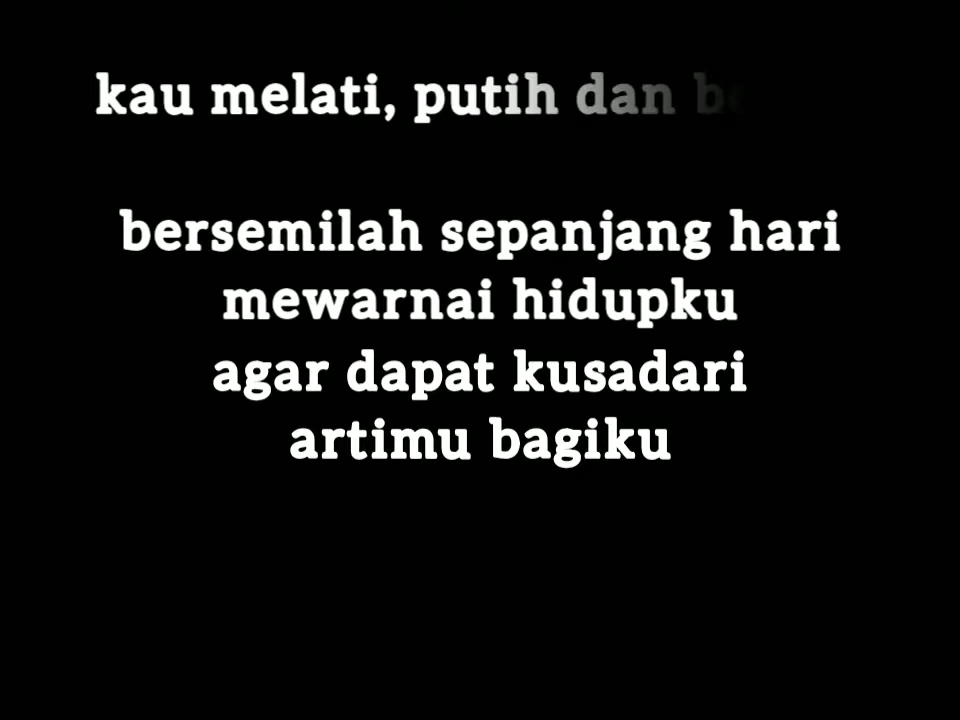 kau melati, putih dan
bersemilah sepanjang hari
mewarnai hidupku
agar dapat kusadari
artimu bagiku